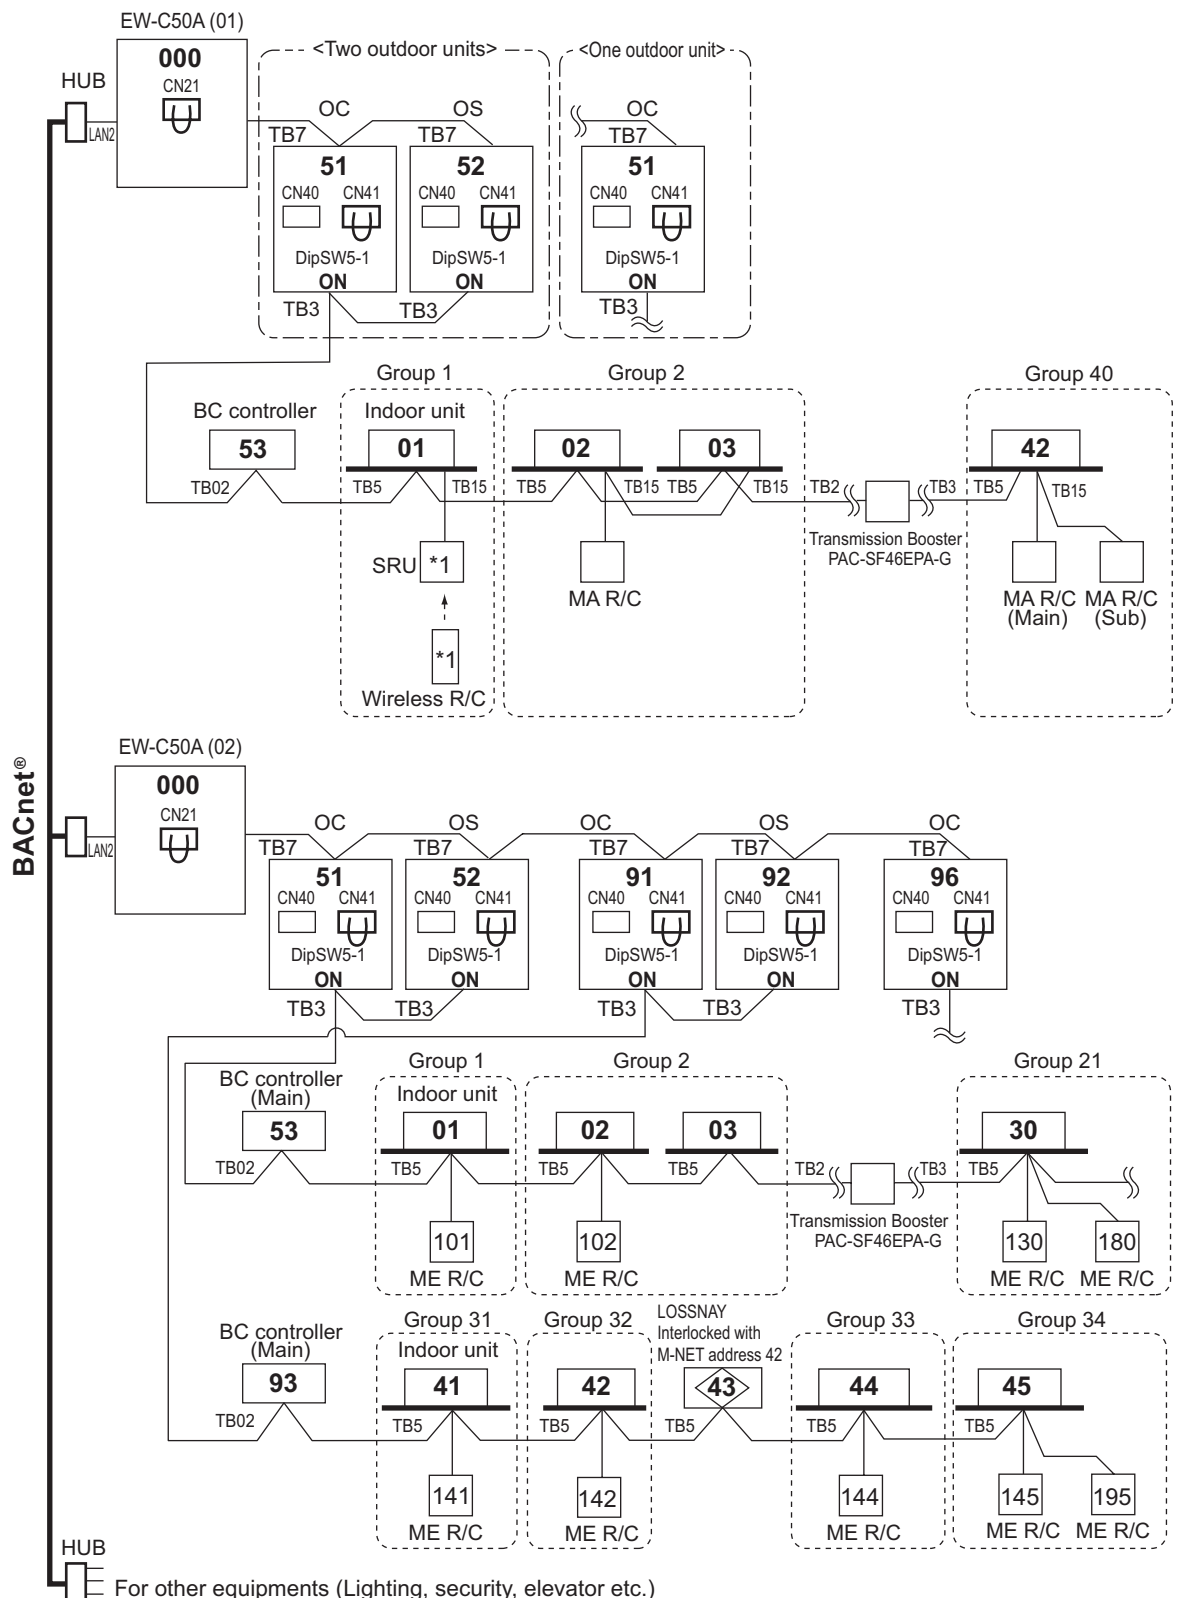 EW-C50A (01)
000
CN21
HUB
LAN2
<Two outdoor units>
<One outdoor unit>
OC
OS
OC
TB7
TB7
TB7
51
52
51
CN40 CN41
CN40 CN41
CN40 CN41
DipSW5-1
DipSW5-1
DipSW5-1
ON
ON
ON
TB3
TB3
TB3
Group 1
Group 2
Group 40
BC controller
Indoor unit
53
01
02
03
42
TB02
TB5
TB15
TB5
TB15
TB5
TB15
TB2
TB3
TB5
TB15
Transmission Booster
PAC-SF46EPA-G
SRU
*1
MA R/C
MA R/C
(Main)
MA R/C
(Sub)
*1
Wireless R/C
BACnet®
EW-C50A (02)
000
CN21
LAN2
OC
OS
OC
OS
OC
TB7
TB7
TB7
TB7
TB7
51
52
91
92
96
CN40 CN41
CN40 CN41
CN40 CN41
CN40 CN41
CN40 CN41
DipSW5-1
DipSW5-1
DipSW5-1
DipSW5-1
DipSW5-1
ON
ON
ON
ON
ON
TB3
TB3
TB3
TB3
TB3
Group 1
Group 2
Group 21
BC controller
(Main)
Indoor unit
53
01
02
03
30
TB02
TB5
TB5
TB5
TB2
TB3
TB5
Transmission Booster
PAC-SF46EPA-G
101
102
130
180
ME R/C
ME R/C
ME R/C
ME R/C
Group 31
Group 32
LOSSNAY
Interlocked with
M-NET address 42
Group 33
Group 34
BC controller
(Main)
Indoor unit
93
41
42
43
44
45
TB02
TB5
TB5
TB5
TB5
TB5
141
142
144
145
195
ME R/C
ME R/C
ME R/C
ME R/C
ME R/C
HUB
For other equipments (Lighting, security, elevator etc.)